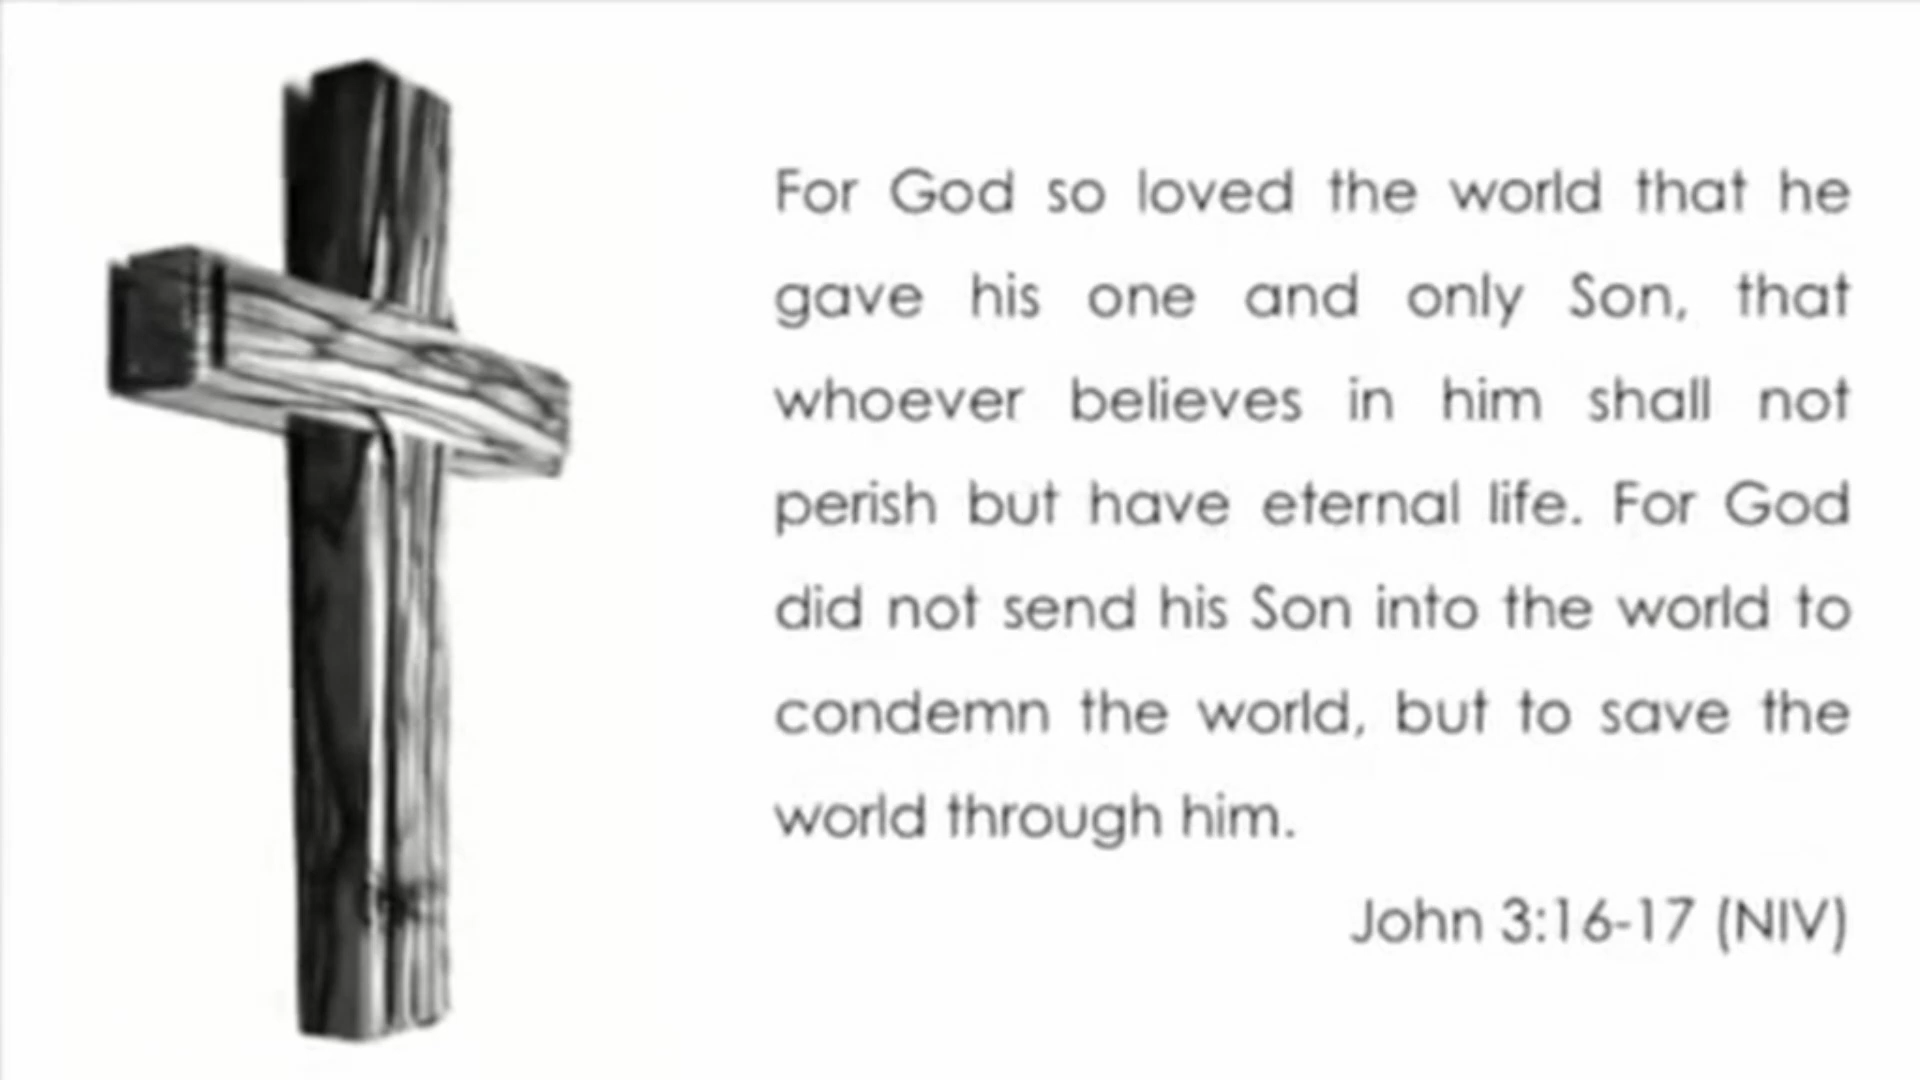 For God so loved the world that he
gave his one and only Son, that
whoever believes in him shall not
perish but have eternal life. For God
did not send his Son into the world to
condemn the world, but to save the
world through him.
John 3:16-17 (NIV)